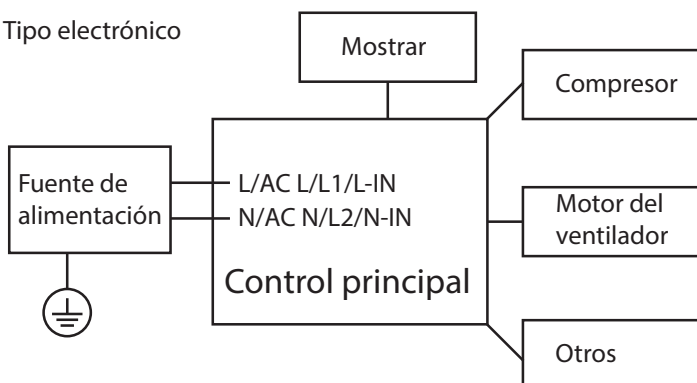 Tipo electrónico
Mostrar
Compresor
Fuente de
alimentación
L/AC L/L1/L-IN
N/AC N/L2/N-IN
Control principal
Motor del
ventilador
Otros